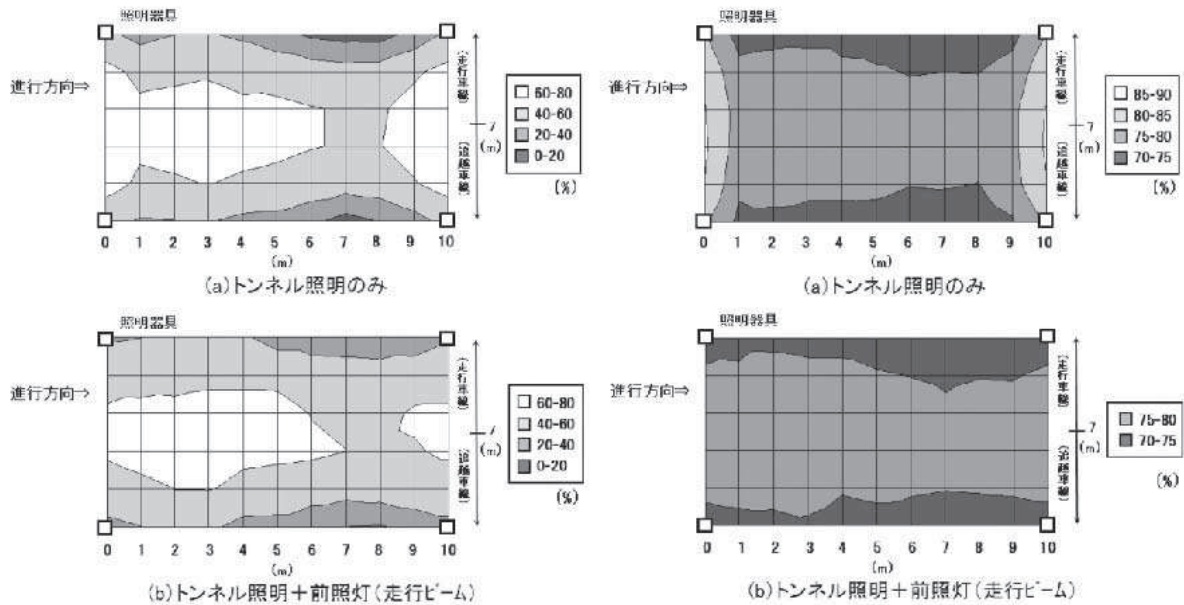 照明器具
進行方向⇒
(走行車線)
7
(m)
(追越車線)
0 1 2 3 4 5 6 7 8 9 10
(m)
60-80
40-60
20-40
0-20
(%)
(a)トンネル照明のみ
照明器具
進行方向⇒
(走行車線)
7
(m)
(追越車線)
0 1 2 3 4 5 6 7 8 9 10
(m)
85-90
80-85
75-80
70-75
(%)
(a)トンネル照明のみ
照明器具
進行方向⇒
(走行車線)
7
(m)
(追越車線)
0 1 2 3 4 5 6 7 8 9 10
(m)
60-80
40-60
20-40
0-20
(%)
(b)トンネル照明+前照灯(走行ビーム)
照明器具
進行方向⇒
(走行車線)
7
(m)
(追越車線)
0 1 2 3 4 5 6 7 8 9 10
(m)
75-80
70-75
(%)
(b)トンネル照明+前照灯(走行ビーム)